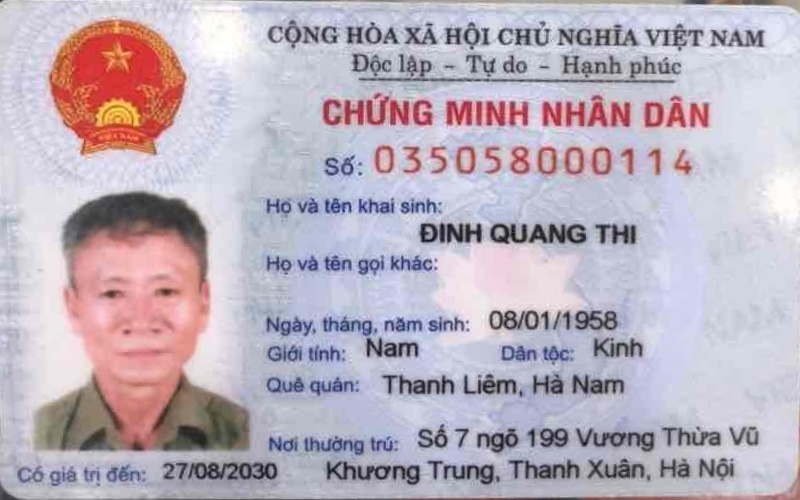 CỘNG HÒA XÃ HỘI CHỦ NGHĨA VIỆT NAM
Độc lập - Tự do - Hạnh phúc
CHỨNG MINH NHÂN DÂN
Số: 035058000114
Họ và tên khai sinh:
ĐINH QUANG THI
Họ và tên gọi khác:
Ngày, tháng, năm sinh: 08/01/1958
Giới tính: Nam Dân tộc: Kinh
Quê quán: Thanh Liêm, Hà Nam
Nơi thường trú: Số 7 ngõ 199 Vương Thừa Vũ
Khương Trung, Thanh Xuân, Hà Nội
Có giá trị đến: 27/08/2030
VIỆT NAM